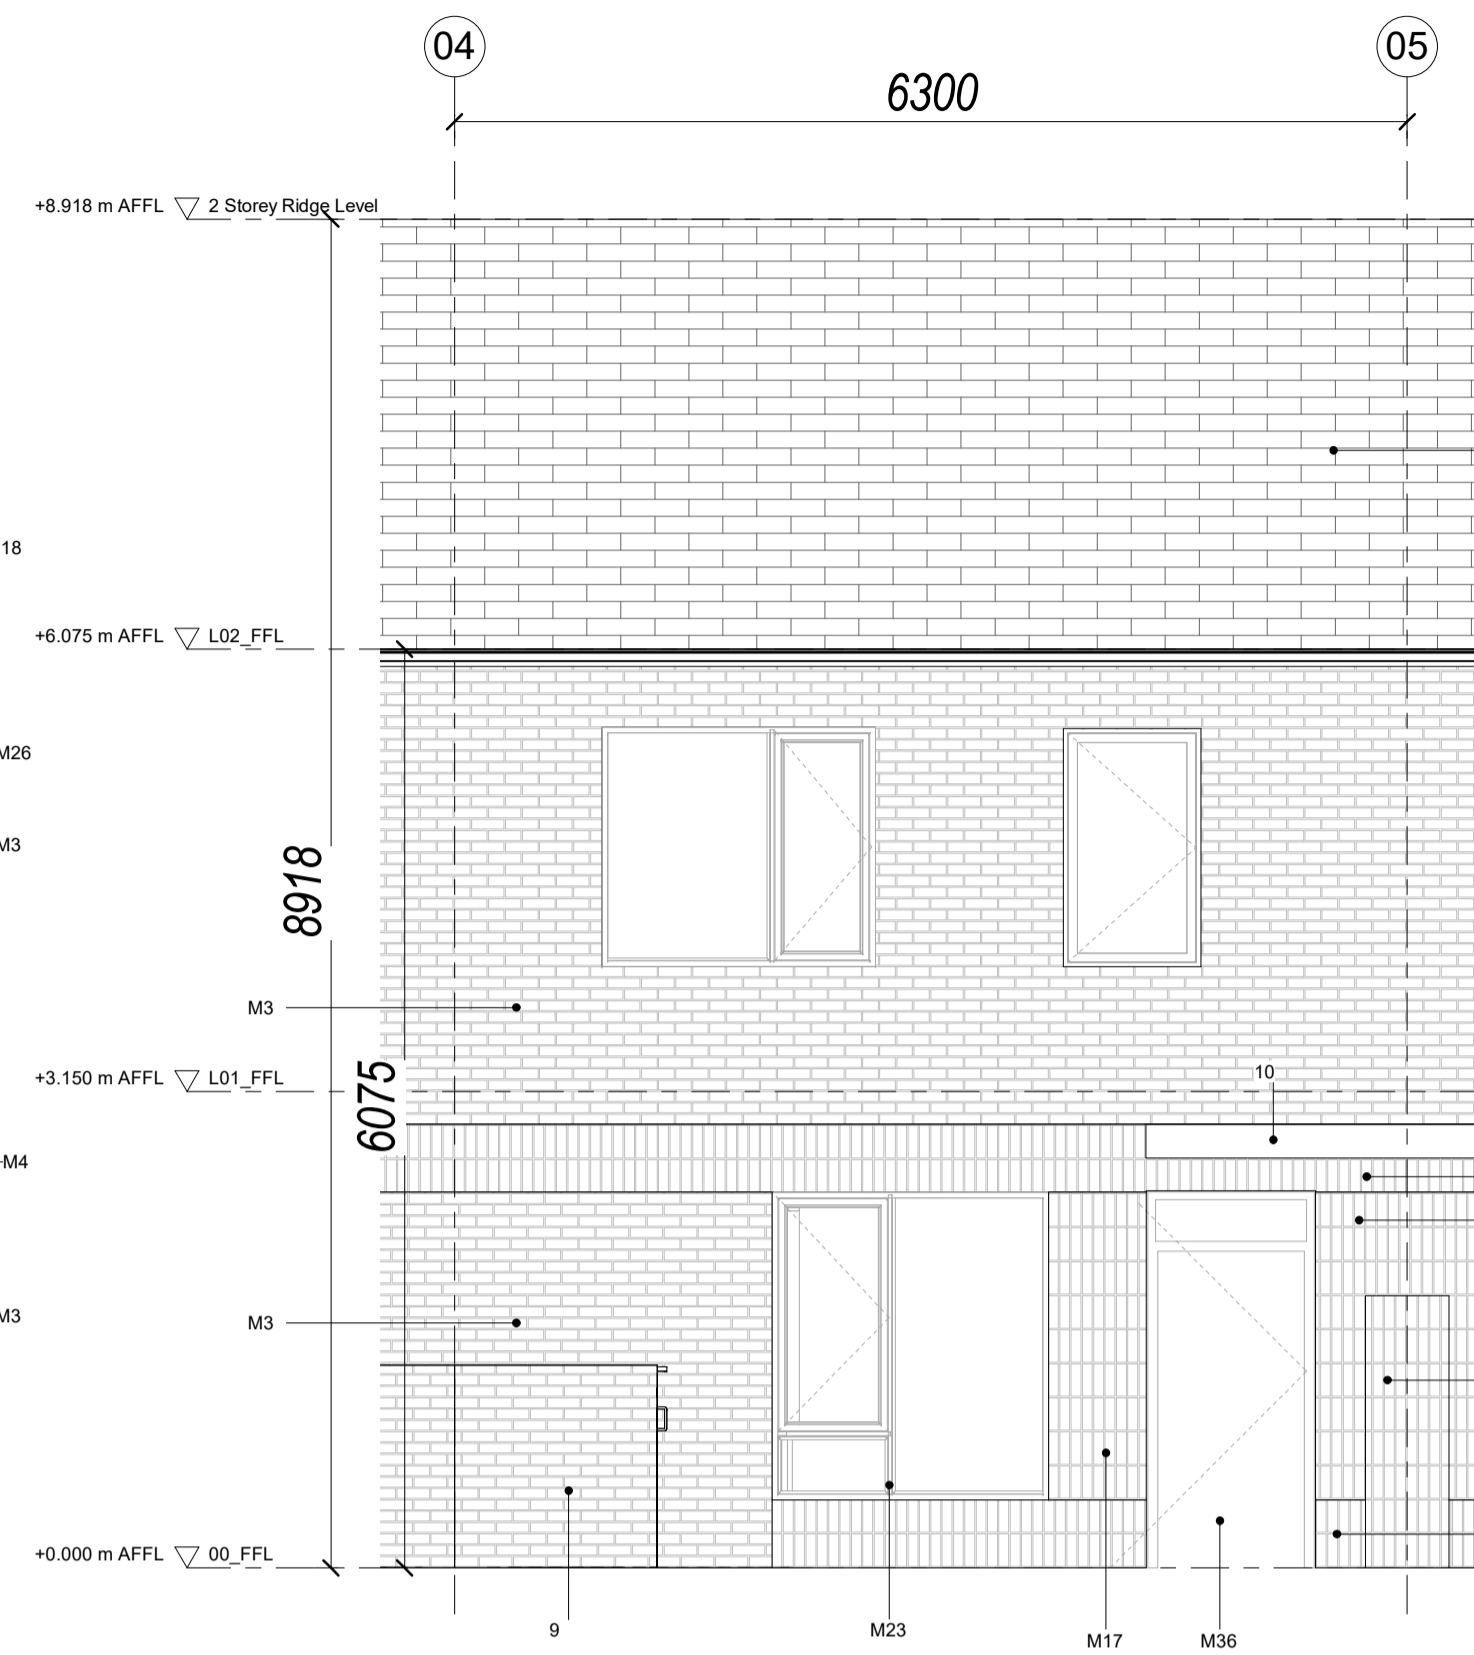 04
05
6300
+8.918 m AFFL 2 Storey Ridge Level
18
+6.075 m AFFL L02_FFL
M26
M3
8918
M3
+3.150 m AFFL L01_FFL
10
6075
M4
M3
M3
+0.000 m AFFL 00_FFL
9
M23
M17
M36